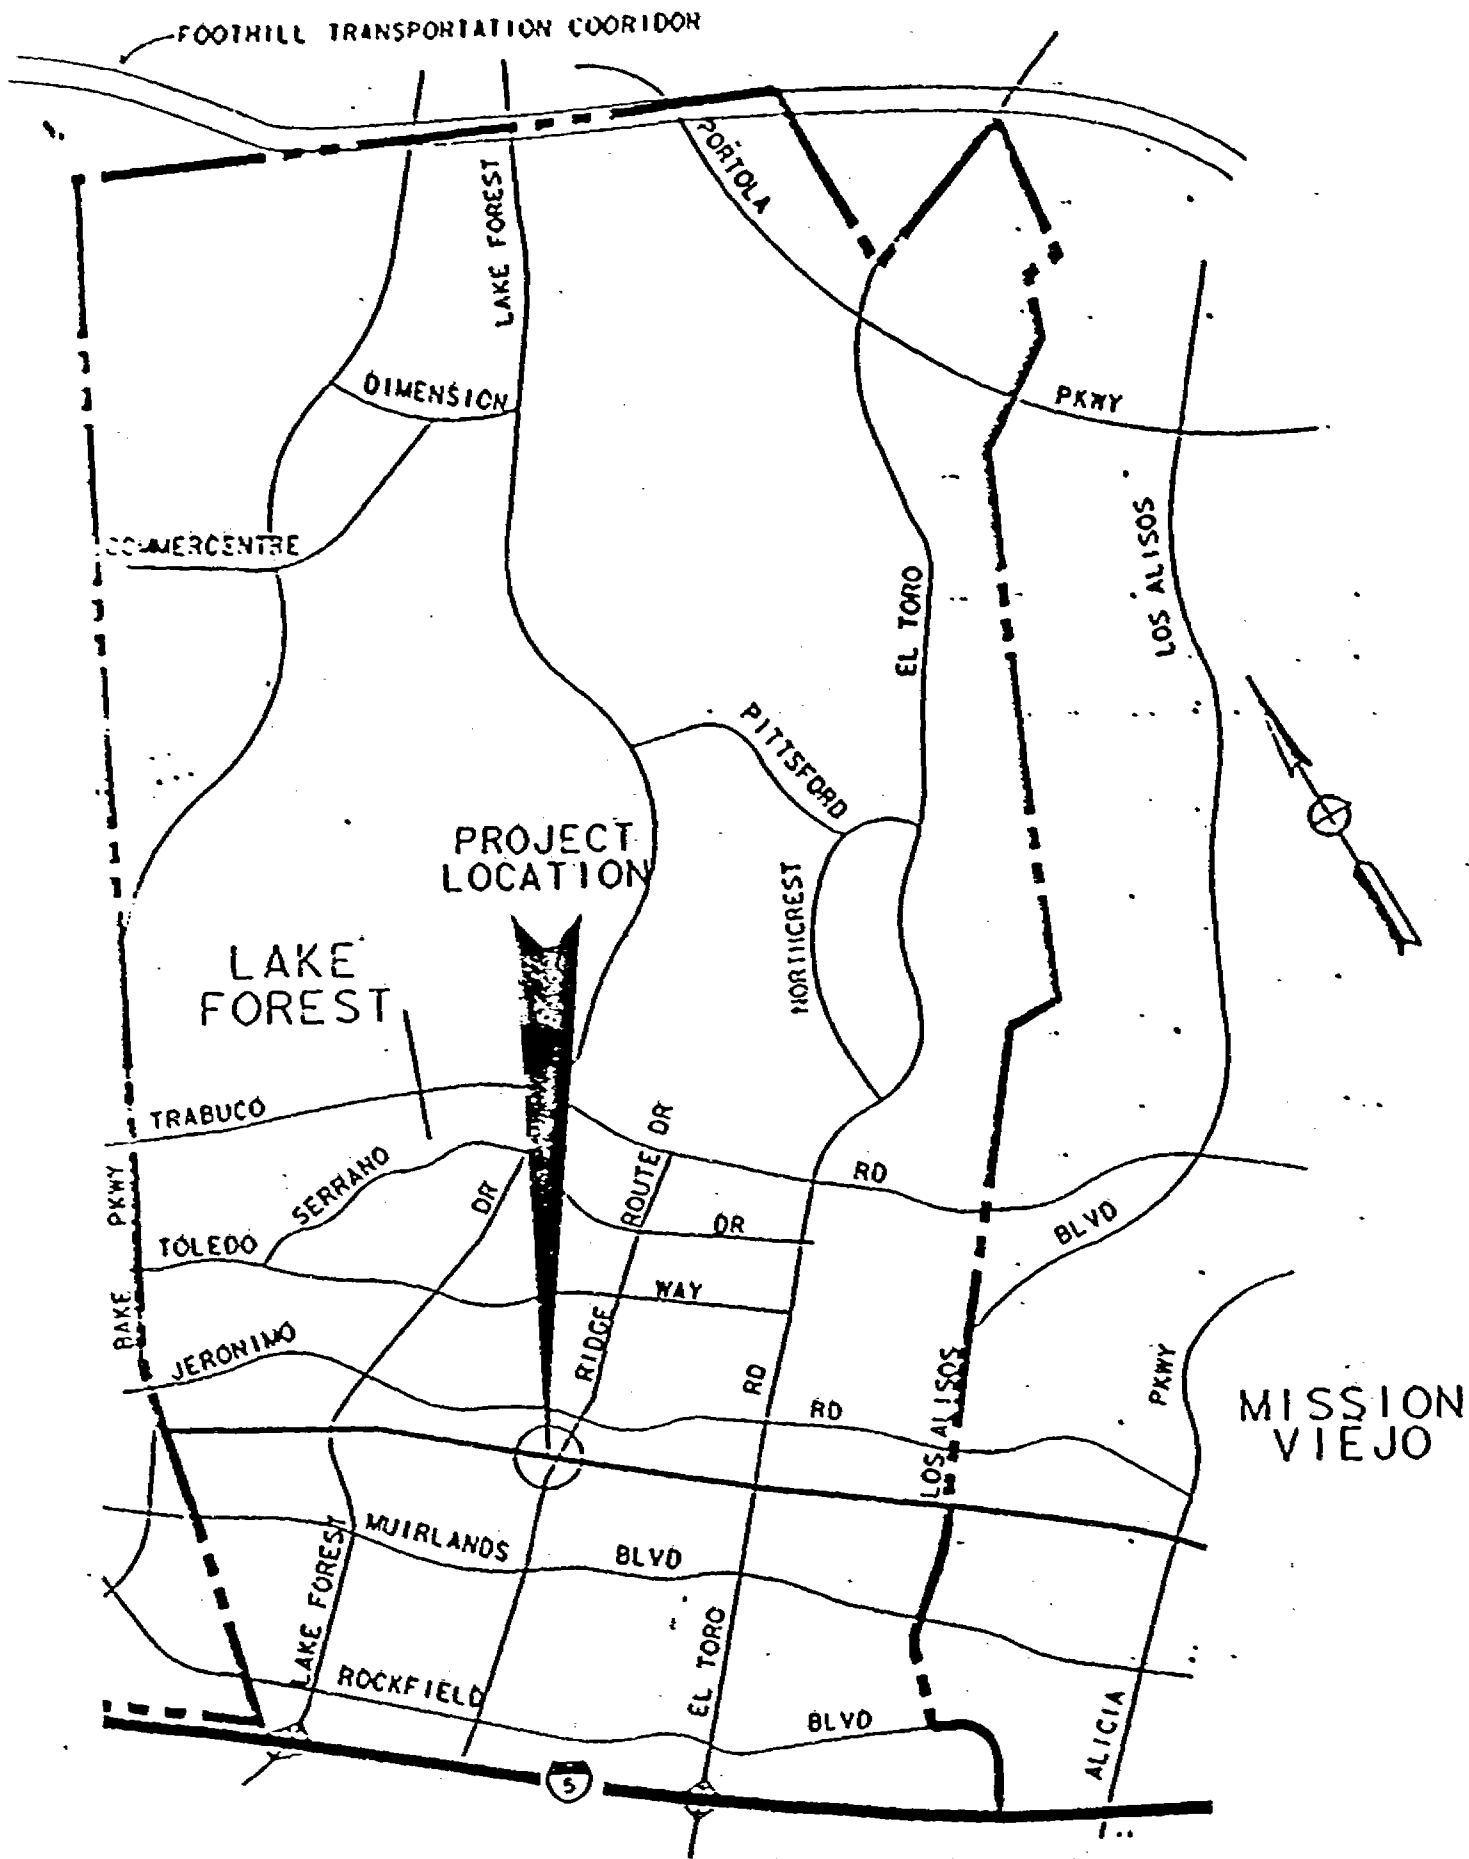 FOOTHILL TRANSPORTATION COORIDOR
PORTOLA
LAKE FOREST
DIMENSION
PKWY
COMMERCENTRE
LOS ALISOS
EL TORO
PITTSFORD
PROJECT
LOCATION
NORTHCREST
LAKE
FOREST
TRABUCO
DR
RD
SERRANO
ROUTE
DR
PKWY
DR
BLVD
TOLEDO
WAY
BAKE
RIDGE
JERONIMO
RD
RD
LOS ALISOS
PKWY
MISSION
VIEJO
MUIRLANDS
BLVD
LAKE FOREST
EL TORO
ROCKFIELD
BLVD
ALICIA
5